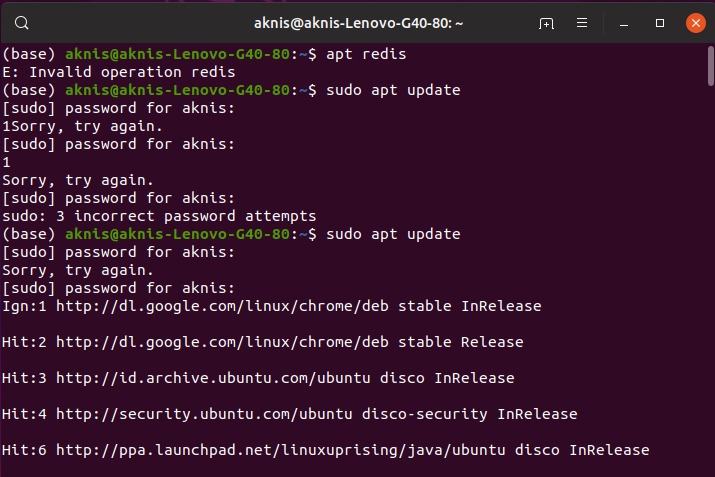 aknis@aknis-Lenovo-G40-80: ~
(base) aknis@aknis-Lenovo-G40-80:~$ apt redis
E: Invalid operation redis
(base) aknis@aknis-Lenovo-G40-80:~$ sudo apt update
[sudo] password for aknis:
1Sorry, try again.
[sudo] password for aknis:
1
Sorry, try again.
[sudo] password for aknis:
sudo: 3 incorrect password attempts
(base) aknis@aknis-Lenovo-G40-80:~$ sudo apt update
[sudo] password for aknis:
Sorry, try again.
[sudo] password for aknis:
Ign:1 http://dl.google.com/linux/chrome/deb stable InRelease
Hit:2 http://dl.google.com/linux/chrome/deb stable Release
Hit:3 http://id.archive.ubuntu.com/ubuntu disco InRelease
Hit:4 http://security.ubuntu.com/ubuntu disco-security InRelease
Hit:6 http://ppa.launchpad.net/linuxuprising/java/ubuntu disco InRelease